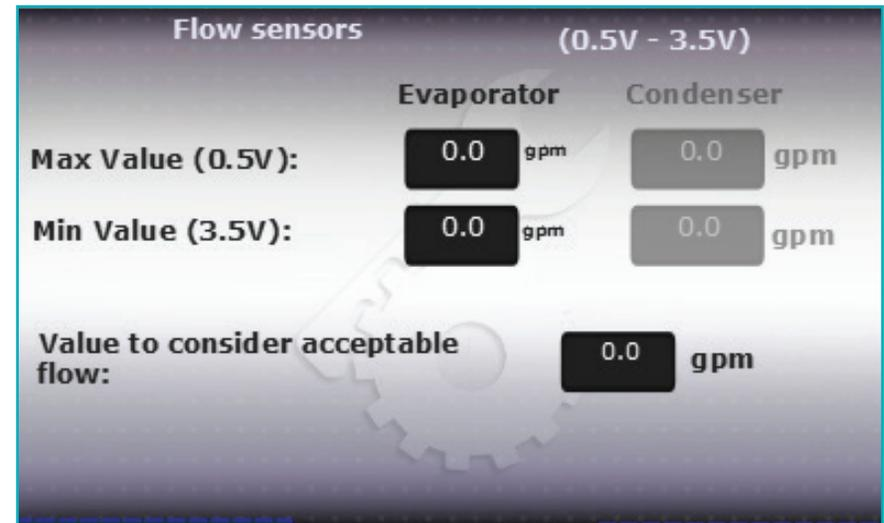 Flow sensors (0.5V - 3.5V)
Evaporator Condenser
Max Value (0.5V): 0.0 gpm 0.0 gpm
Min Value (3.5V): 0.0 gpm 0.0 gpm
Value to consider acceptable
flow: 0.0 gpm